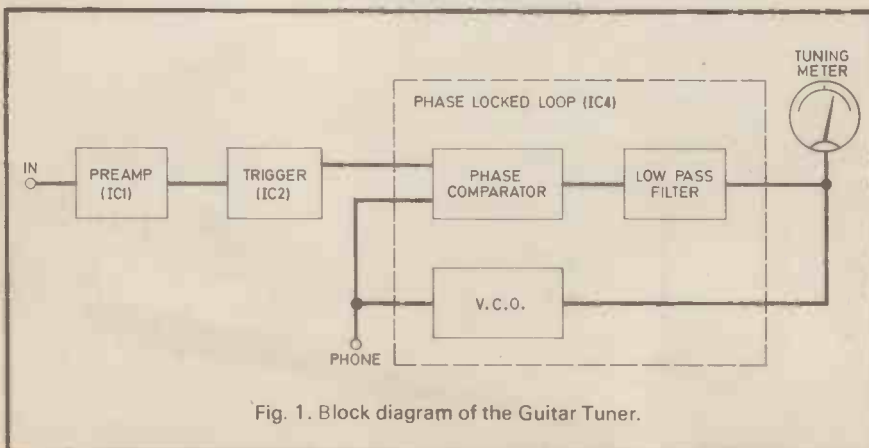 TUNING
METER
PHASE LOCKED LOOP (IC4)
IN
PREAMP
(IC1)
TRIGGER
(IC2)
PHASE
COMPARATOR
LOW PASS
FILTER
V.C.O.
PHONE
Fig. 1. Block diagram of the Guitar Tuner.